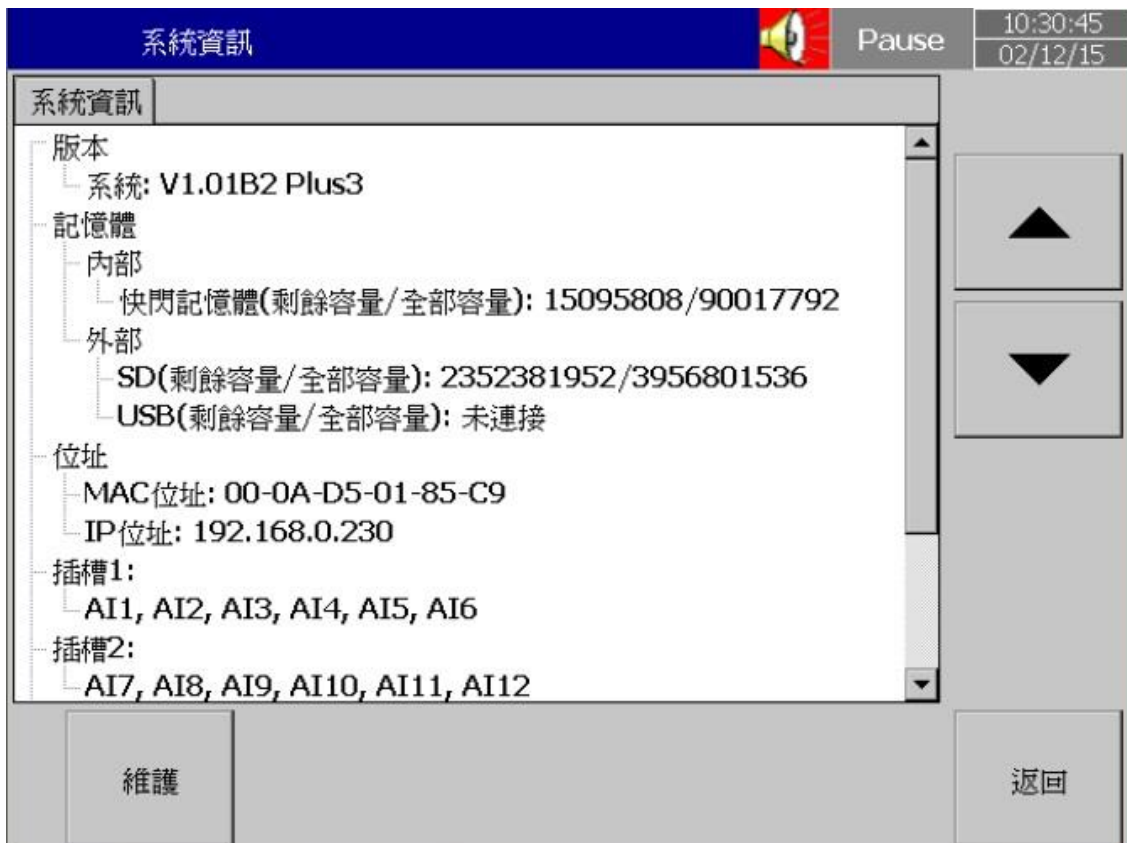 系統資訊
Pause
10:30:45
02/12/15
系統資訊
版本
系統: V1.01B2 Plus3
記憶體
內部
快閃記憶體(剩餘容量/全部容量): 15095808/90017792
外部
SD(剩餘容量/全部容量): 2352381952/3956801536
USB(剩餘容量/全部容量): 未連接
位址
MAC位址: 00-0A-D5-01-85-C9
IP位址: 192.168.0.230
插槽1:
AI1, AI2, AI3, AI4, AI5, AI6
插槽2:
AI7, AI8, AI9, AI10, AI11, AI12
維護
返回